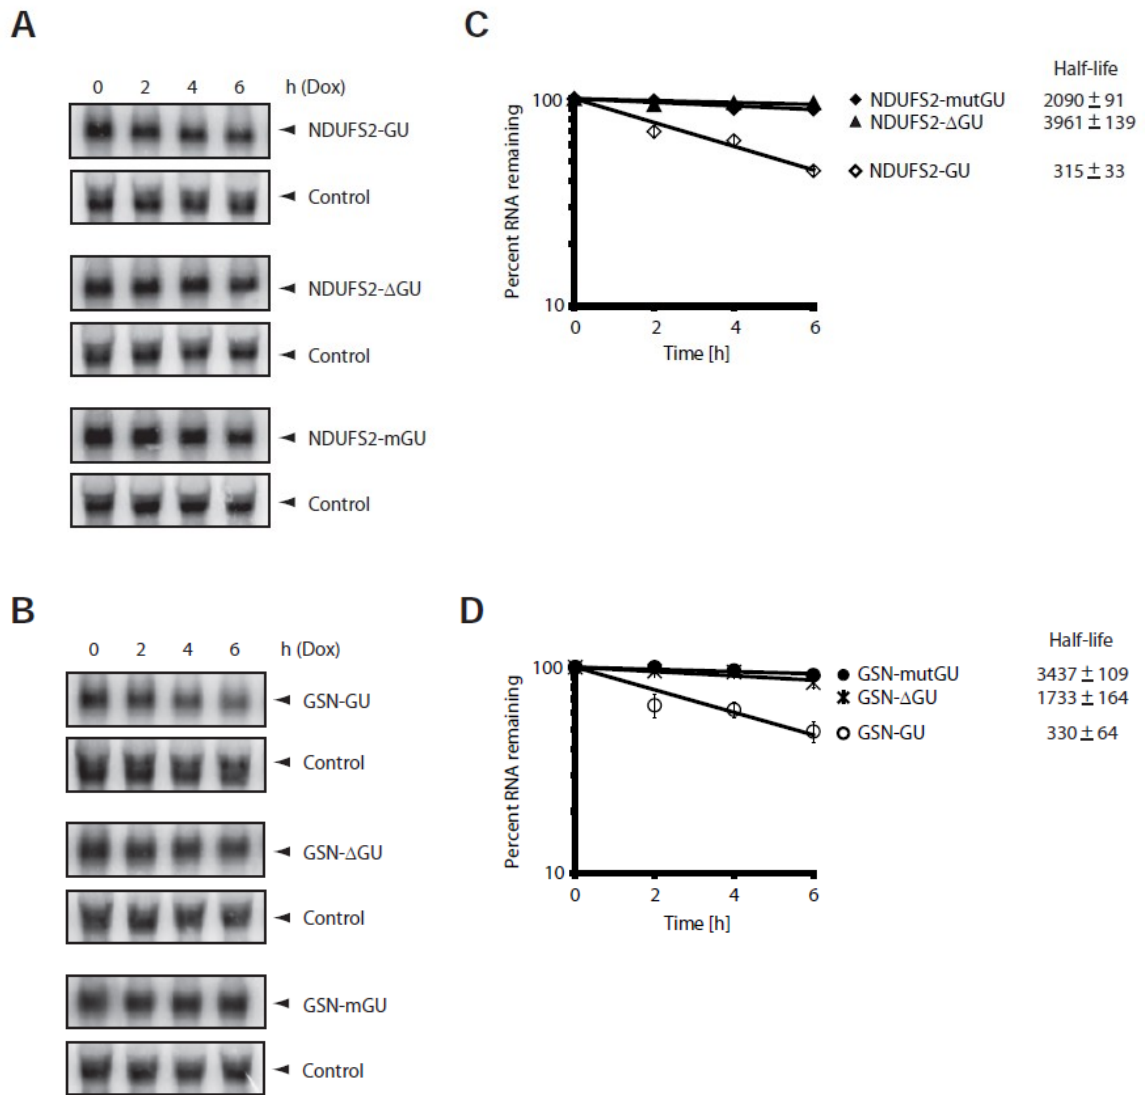 A
0 2 4 6 h (Dox)
NDUFS2-GU
Control
NDUFS2-ΔGU
Control
NDUFS2-mGU
Control
C
Half-life
100
NDUFS2-mutGU 2090 ± 91
NDUFS2-ΔGU 3961 ± 139
NDUFS2-GU 315 ± 33
Percent RNA remaining
10
0 2 4 6
Time [h]
B
0 2 4 6 h (Dox)
GSN-GU
Control
GSN-ΔGU
Control
GSN-mGU
Control
D
Half-life
100
GSN-mutGU 3437 ± 109
GSN-ΔGU 1733 ± 164
GSN-GU 330 ± 64
Percent RNA remaining
10
0 2 4 6
Time [h]